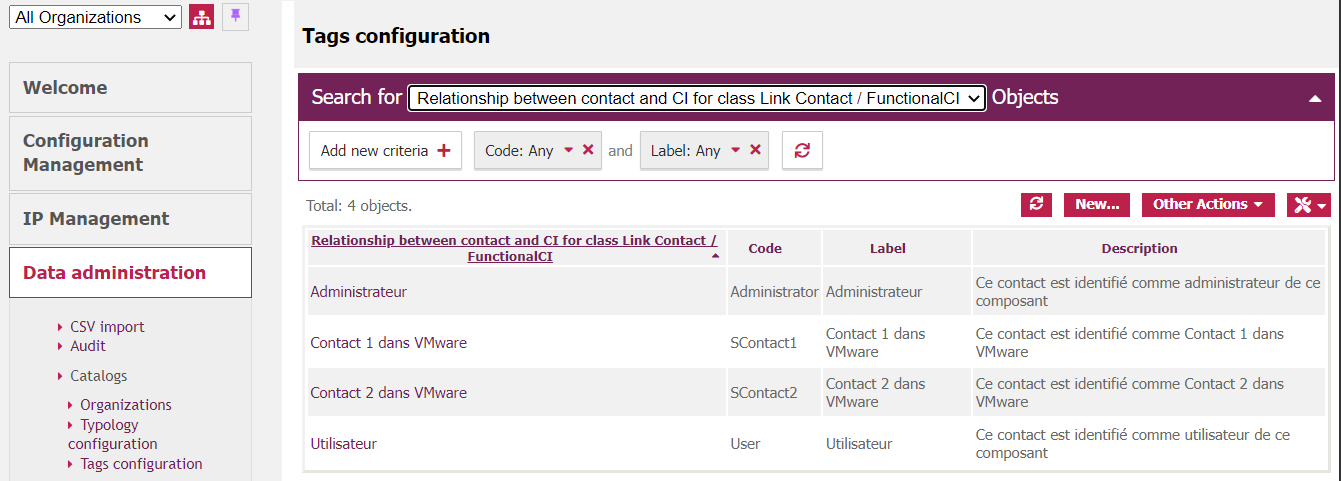 All Organizations
Welcome
Configuration
Management
IP Management
Data administration
CSV import
Audit
Catalogs
Organizations
Typology
configuration
Tags configuration
Tags configuration
Search for Relationship between contact and CI for class Link Contact / FunctionalCI Objects
Add new criteria Code: Any and Label: Any
Total: 4 objects. New... Other Actions
Relationship between contact and CI for class Link Contact /
FunctionalCI Code Label Description
Administrateur Administrator Administrateur Ce contact est identifié comme administrateur de ce
composant
Contact 1 dans VMware SContact1 Contact 1 dans Ce contact est identifié comme Contact 1 dans
VMware VMware
Contact 2 dans VMware SContact2 Contact 2 dans Ce contact est identifié comme Contact 2 dans
VMware VMware
Utilisateur User Utilisateur Ce contact est identifié comme utilisateur de ce
composant